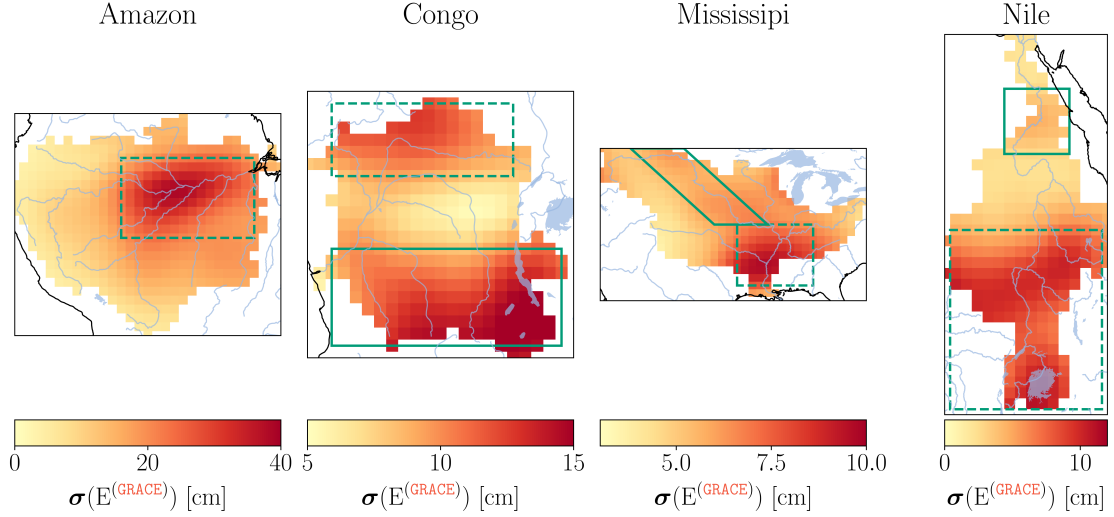 Amazon Congo Mississipi Nile
0 20 40 5 10 15 5.0 7.5 10.0 0 10
σ(E^(GRACE)) [cm] σ(E^(GRACE)) [cm] σ(E^(GRACE)) [cm] σ(E^(GRACE)) [cm]